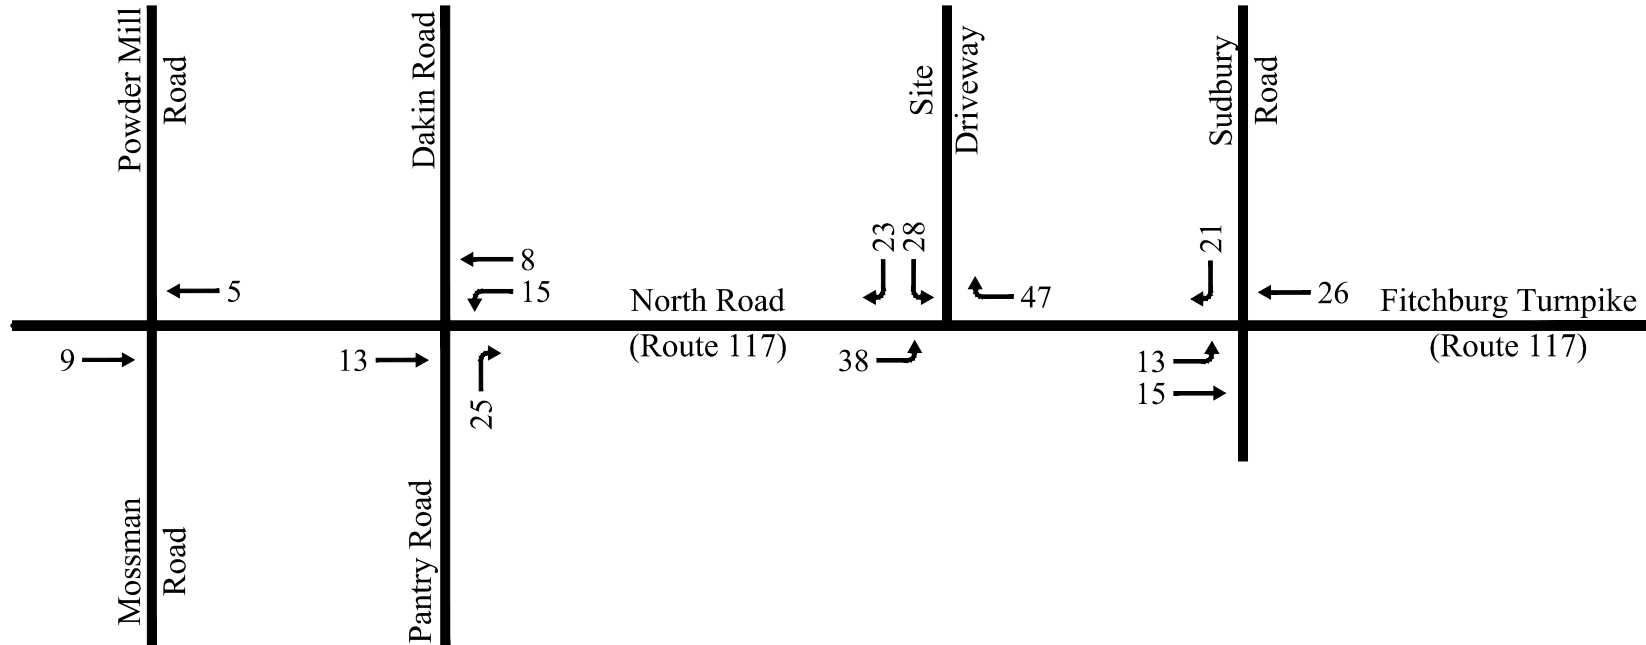 Powder Mill
Road
Dakin Road
Site
Driveway
Sudbury
Road
23
28
21
8
5
15
47
26
North Road
(Route 117)
Fitchburg Turnpike
(Route 117)
9
13
38
13
15
25
Mossman
Road
Pantry Road